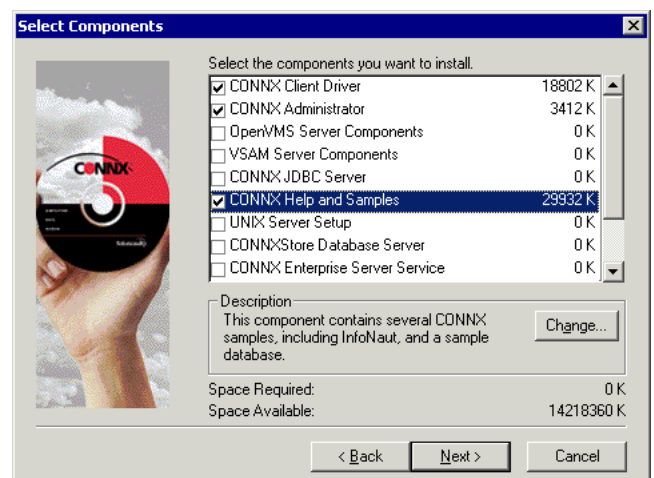 Select Components
Select the components you want to install.
CONNX Client Driver 18802 K
CONNX Administrator 3412 K
OpenVMS Server Components 0 K
VSAM Server Components 0 K
CONNX JDBC Server 0 K
CONNX Help and Samples 29932 K
UNIX Server Setup 0 K
CONNXStore Database Server 0 K
CONNX Enterprise Server Service 0 K
Description
This component contains several CONNX
samples, including InfoNaut, and a sample
database.
Change...
Space Required: 0 K
Space Available: 14218360 K
< Back
Next >
Cancel
CONNX